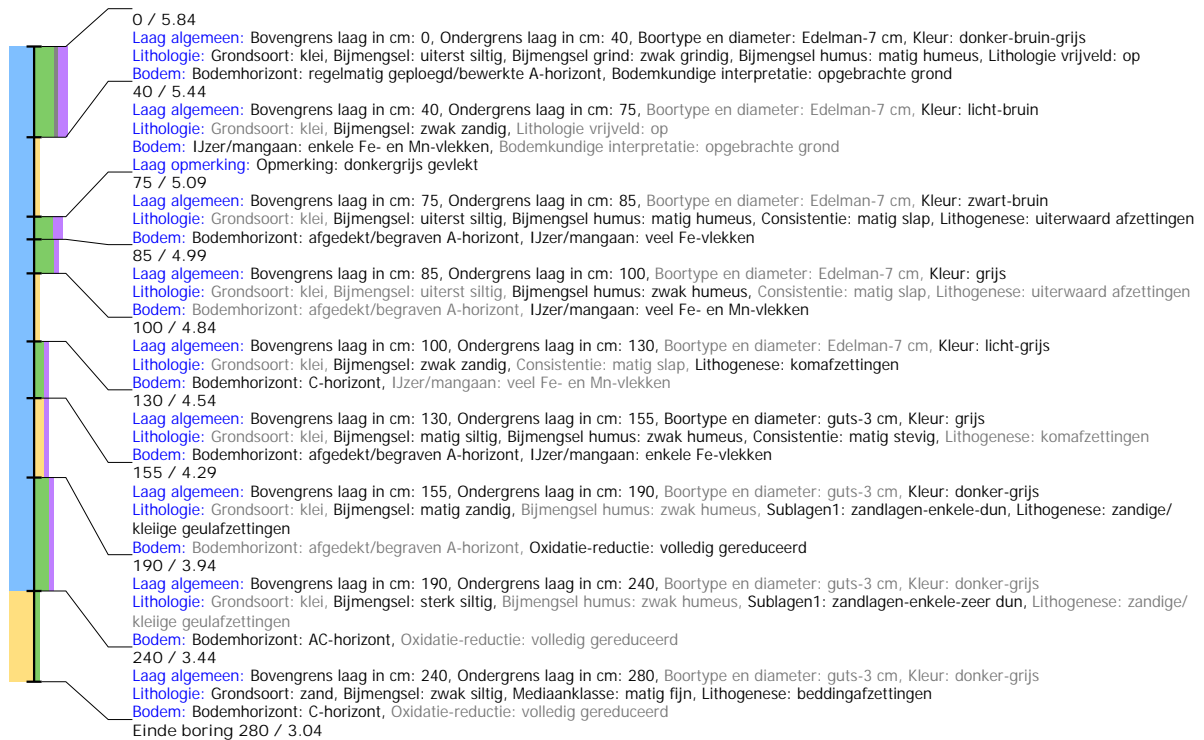 0 / 5.84
Laag algemeen: Bovengrens laag in cm: 0, Ondergrens laag in cm: 40, Boortype en diameter: Edelman-7 cm, Kleur: donker-bruin-grijs
Lithologie: Grondsoort: klei, Bijmengsel: uiterst siltig, Bijmengsel grind: zwak grindig, Bijmengsel humus: matig humeus, Lithologie vrijveld: op
Bodem: Bodemhorizont: regelmatig geploegd/bewerkte A-horizont, Bodemkundige interpretatie: opgebrachte grond
40 / 5.44
Laag algemeen: Bovengrens laag in cm: 40, Ondergrens laag in cm: 75, Boortype en diameter: Edelman-7 cm, Kleur: licht-bruin
Lithologie: Grondsoort: klei, Bijmengsel: zwak zandig, Lithologie vrijveld: op
Bodem: IJzer/mangaan: enkele Fe- en Mn-vlekken, Bodemkundige interpretatie: opgebrachte grond
Laag opmerking: Opmerking: donkergrijs gevlekt
75 / 5.09
Laag algemeen: Bovengrens laag in cm: 75, Ondergrens laag in cm: 85, Boortype en diameter: Edelman-7 cm, Kleur: zwart-bruin
Lithologie: Grondsoort: klei, Bijmengsel: uiterst siltig, Bijmengsel humus: matig humeus, Consistentie: matig slap, Lithogenese: uiterwaard afzettingen
Bodem: Bodemhorizont: afgedekt/begraven A-horizont, IJzer/mangaan: veel Fe-vlekken
85 / 4.99
Laag algemeen: Bovengrens laag in cm: 85, Ondergrens laag in cm: 100, Boortype en diameter: Edelman-7 cm, Kleur: grijs
Lithologie: Grondsoort: klei, Bijmengsel: uiterst siltig, Bijmengsel humus: zwak humeus, Consistentie: matig slap, Lithogenese: uiterwaard afzettingen
Bodem: Bodemhorizont: afgedekt/begraven A-horizont, IJzer/mangaan: veel Fe- en Mn-vlekken
100 / 4.84
Laag algemeen: Bovengrens laag in cm: 100, Ondergrens laag in cm: 130, Boortype en diameter: Edelman-7 cm, Kleur: licht-grijs
Lithologie: Grondsoort: klei, Bijmengsel: zwak zandig, Consistentie: matig slap, Lithogenese: komafzettingen
Bodem: Bodemhorizont: C-horizont, IJzer/mangaan: veel Fe- en Mn-vlekken
130 / 4.54
Laag algemeen: Bovengrens laag in cm: 130, Ondergrens laag in cm: 155, Boortype en diameter: guts-3 cm, Kleur: grijs
Lithologie: Grondsoort: klei, Bijmengsel: matig siltig, Bijmengsel humus: zwak humeus, Consistentie: matig stevig, Lithogenese: komafzettingen
Bodem: Bodemhorizont: afgedekt/begraven A-horizont, IJzer/mangaan: enkele Fe-vlekken
155 / 4.29
Laag algemeen: Bovengrens laag in cm: 155, Ondergrens laag in cm: 190, Boortype en diameter: guts-3 cm, Kleur: donker-grijs
Lithologie: Grondsoort: klei, Bijmengsel: matig zandig, Bijmengsel humus: zwak humeus, Sublagen1: zandlagen-enkele-dun, Lithogenese: zandige/
kleiige geulafzettingen
Bodem: Bodemhorizont: afgedekt/begraven A-horizont, Oxidatie-reductie: volledig gereduceerd
190 / 3.94
Laag algemeen: Bovengrens laag in cm: 190, Ondergrens laag in cm: 240, Boortype en diameter: guts-3 cm, Kleur: donker-grijs
Lithologie: Grondsoort: klei, Bijmengsel: sterk siltig, Bijmengsel humus: zwak humeus, Sublagen1: zandlagen-enkele-zeer dun, Lithogenese: zandige/
kleiige geulafzettingen
Bodem: Bodemhorizont: AC-horizont, Oxidatie-reductie: volledig gereduceerd
240 / 3.44
Laag algemeen: Bovengrens laag in cm: 240, Ondergrens laag in cm: 280, Boortype en diameter: guts-3 cm, Kleur: donker-grijs
Lithologie: Grondsoort: zand, Bijmengsel: zwak siltig, Mediaanklasse: matig fijn, Lithogenese: beddingafzettingen
Bodem: Bodemhorizont: C-horizont, Oxidatie-reductie: volledig gereduceerd
Einde boring 280 / 3.04